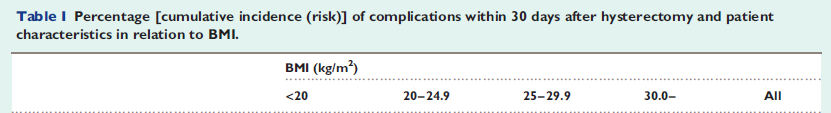 Table I Percentage [cumulative incidence (risk)] of complications within 30 days after hysterectomy and patient
characteristics in relation to BMI.
BMI (kg/m²)
<20 20–24.9 25–29.9 30.0– All